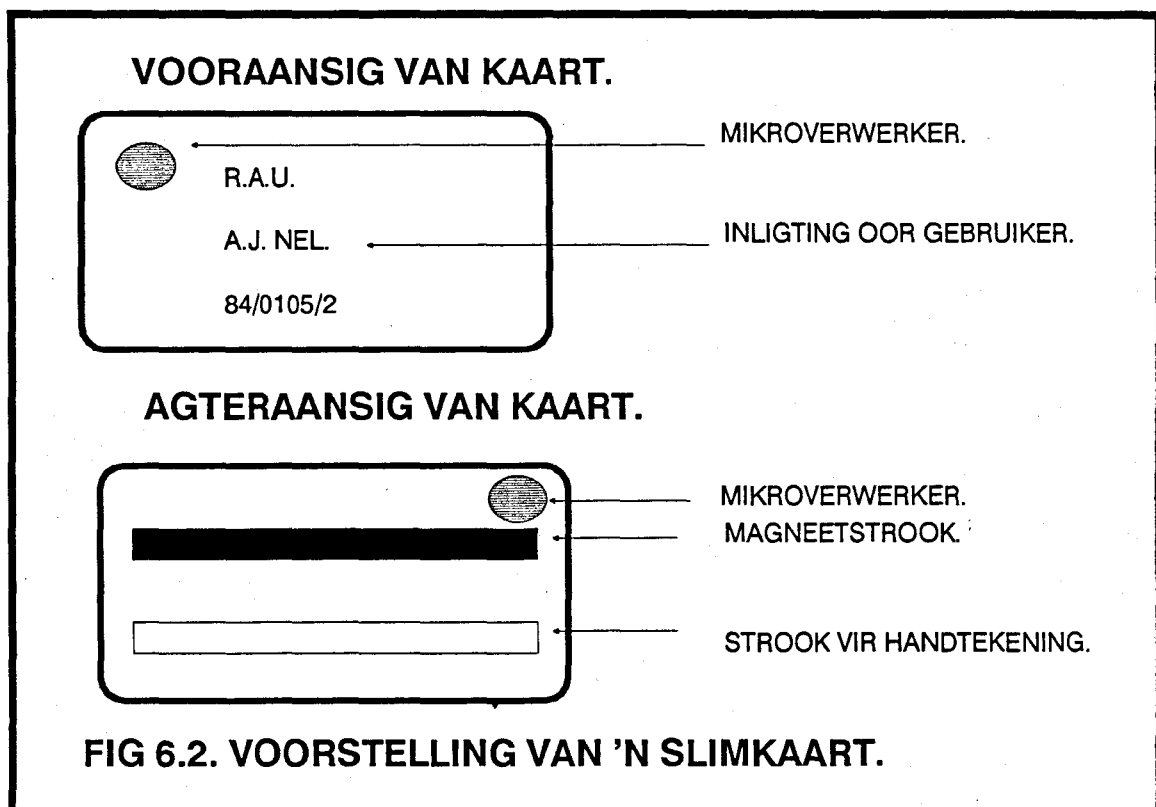 VOORAANSIG VAN KAART.
MIKROVERWERKER.
R.A.U.
A.J. NEL.
INLIGTING OOR GEBRUIKER.
84/0105/2
AGTERAANSIG VAN KAART.
MIKROVERWERKER.
MAGNEETSTROOK.
STROOK VIR HANDTEKENING.
FIG 6.2. VOORSTELLING VAN 'N SLIMKAART.